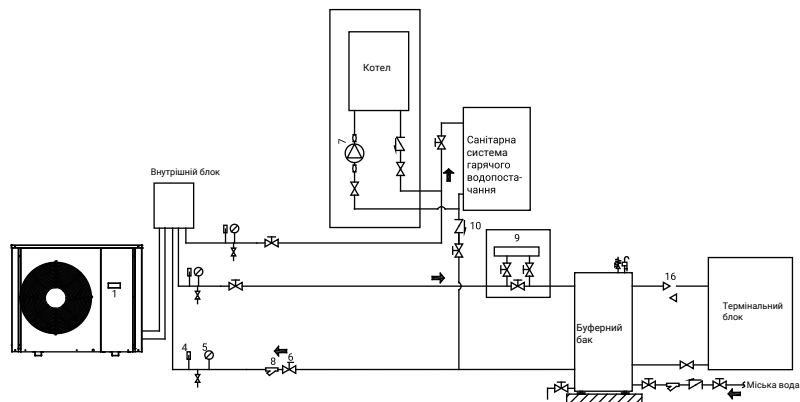 Котел
7
Санітарна
система
гарячого
водопоста-
чання
Внутрішній блок
10
9
1
16
Термінальний
блок
Буферний
бак
4
5
8
6
Міська вода